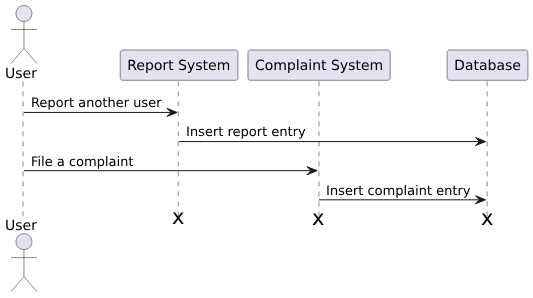 User
Report System
Complaint System
Database
Report another user
Insert report entry
File a complaint
Insert complaint entry
User